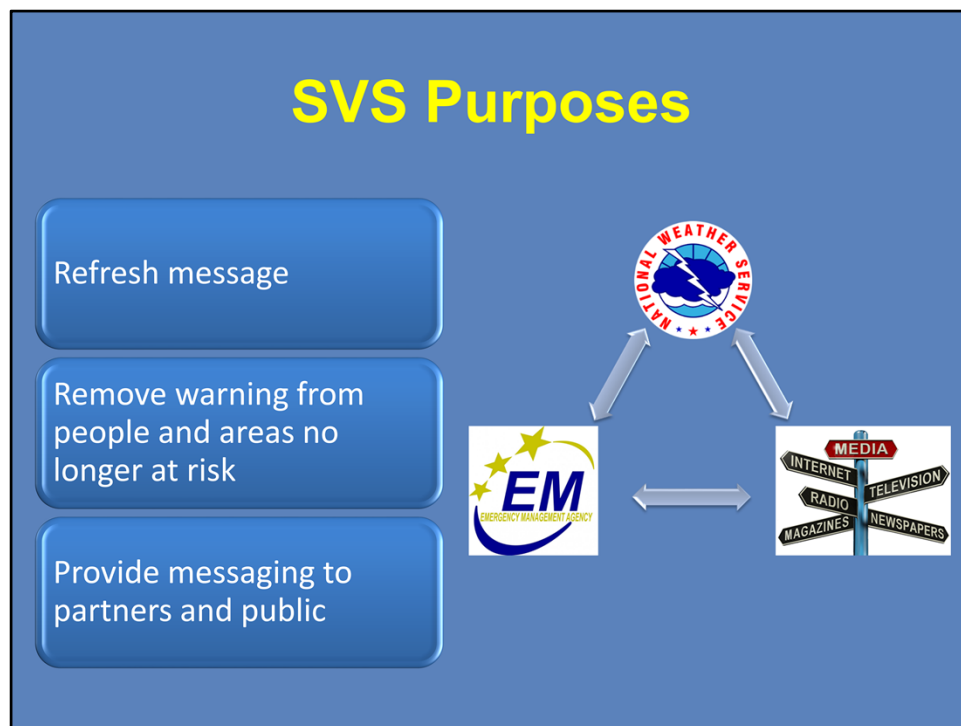 SVS Purposes
Refresh message
Remove warning from
people and areas no
longer at risk
Provide messaging to
partners and public
NATIONAL WEATHER SERVICE
EM
EMERGENCY MANAGEMENT AGENCY
MEDIA
INTERNET
TELEVISION
RADIO
MAGAZINES
NEWSPAPERS